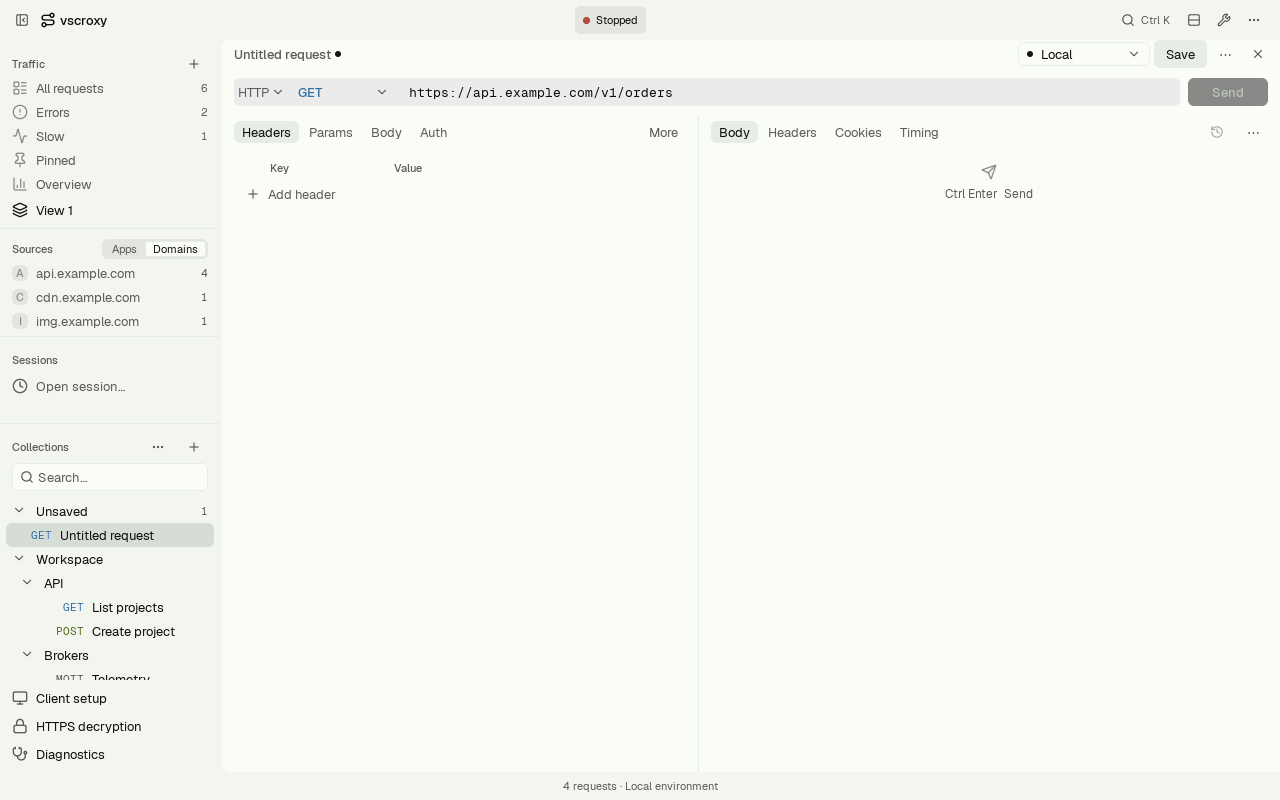 vscroxy
Stopped
Ctrl K
Traffic
All requests 6
Errors 2
Slow 1
Pinned
Overview
View 1
Sources Apps Domains
A api.example.com 4
C cdn.example.com 1
I img.example.com 1
Sessions
Open session...
Collections
Search...
Unsaved 1
GET Untitled request
Workspace
API
GET List projects
POST Create project
Brokers
MQTT Telemetry
Client setup
HTTPS decryption
Diagnostics
Untitled request
Local
Save
HTTP GET https://api.example.com/v1/orders Send
Headers Params Body Auth More
Key Value
Add header
Body Headers Cookies Timing
Ctrl Enter Send
4 requests · Local environment